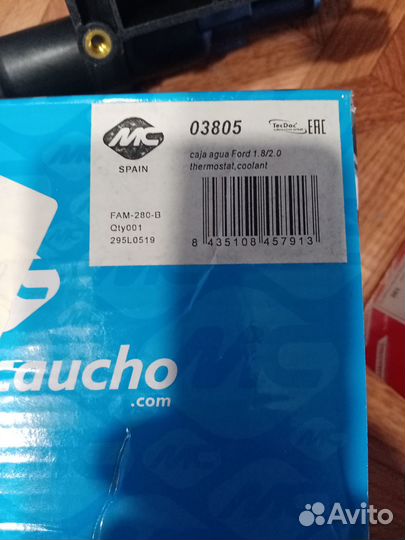 MC
SPAIN
03805
TecDoc
EAC
caja agua Ford 1.8/2.0
thermostat,coolant
FAM-280-B
Qty001
295L0519
8 435108 457913
caucho
.com
Avito